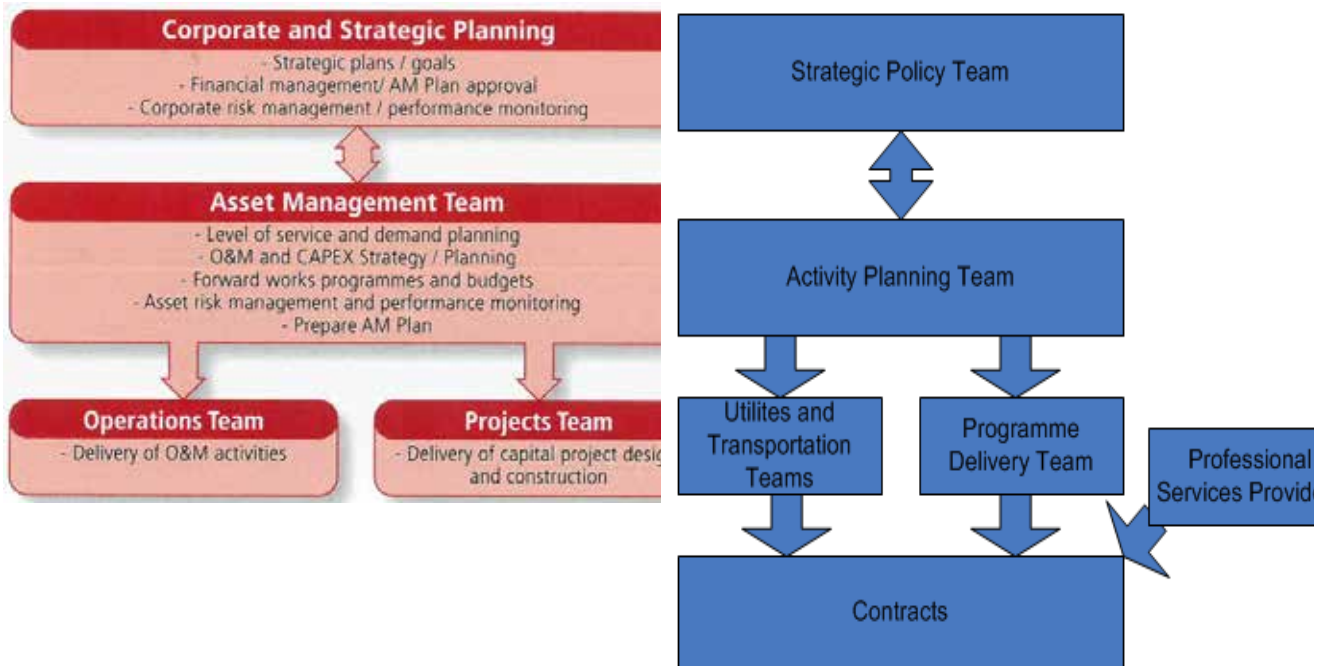 Corporate and Strategic Planning
- Strategic plans / goals
- Financial management/ AM Plan approval
- Corporate risk management / performance monitoring
Asset Management Team
- Level of service and demand planning
- O&M and CAPEX Strategy / Planning
- Forward works programmes and budgets
- Asset risk management and performance monitoring
- Prepare AM Plan
Operations Team
- Delivery of O&M activities
Projects Team
- Delivery of capital project desig
and construction
Strategic Policy Team
Activity Planning Team
Utilites and
Transportation
Teams
Programme
Delivery Team
Professional
Services Provide
Contracts